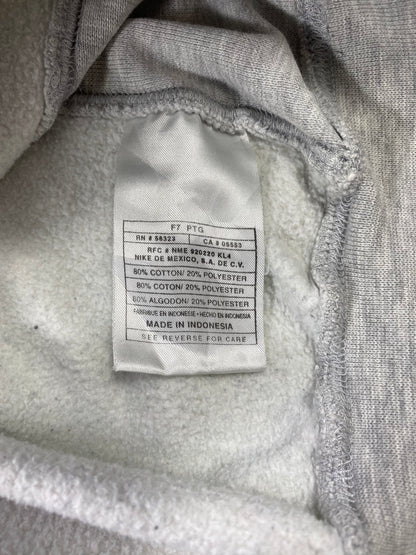 F7 PTG
RN # 56323 CA # 05553
RFC # NME 920220 KL4
NIKE DE MEXICO, S.A. DE C.V.
80% COTTON/ 20% POLYESTER
80% COTON/ 20% POLYESTER
80% ALGODON/ 20% POLYESTER
FABRIQUE EN INDONESIE • HECHO EN INDONESIA
MADE IN INDONESIA
SEE REVERSE FOR CARE